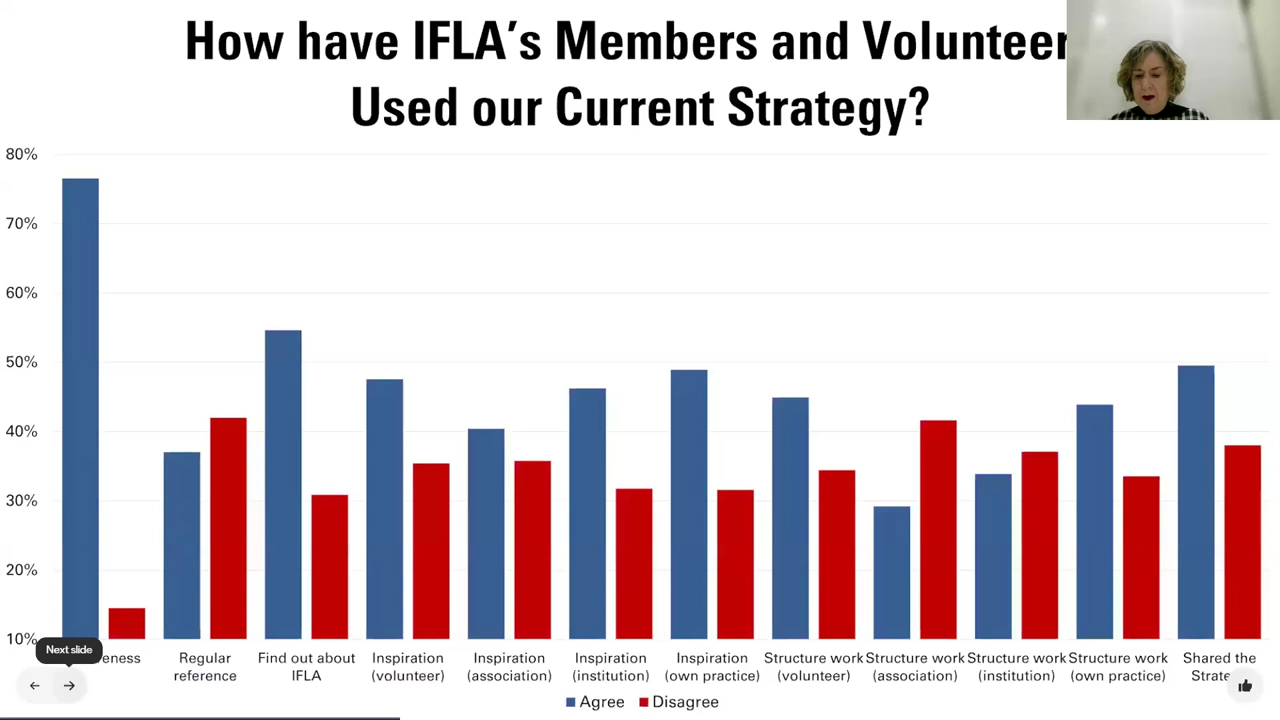 How have IFLA's Members and Volunteer
Used our Current Strategy?
80%
70%
60%
50%
40%
30%
20%
10%
Next slide
Regular
reference
Find out about
IFLA
Inspiration
(volunteer)
Inspiration
(association)
Inspiration
(institution)
Inspiration
(own practice)
Structure work
(volunteer)
Structure work
(association)
Structure work
(institution)
Structure work
(own practice)
Shared the
Agree
Disagree